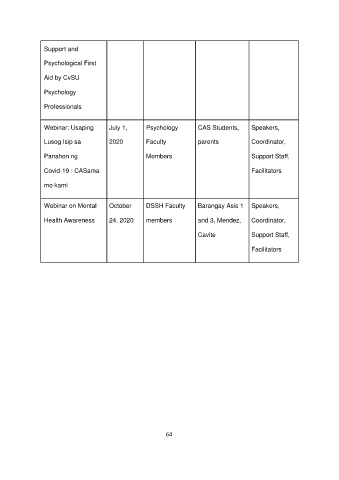 Support and
Psychological First
Aid by CvSU
Psychology
Professionals
Webinar: Usaping
Lusog Isip sa
Panahon ng
Covid-19 : CASama
mo kami
July 1,
2020
Psychology
Faculty
Members
CAS Students,
parents
Speakers,
Coordinator,
Support Staff,
Facilitators
Webinar on Mental
Health Awareness
October
24, 2020
DSSH Faculty
members
Barangay Asis 1
and 3, Mendez,
Cavite
Speakers,
Coordinator,
Support Staff,
Facilitators
64